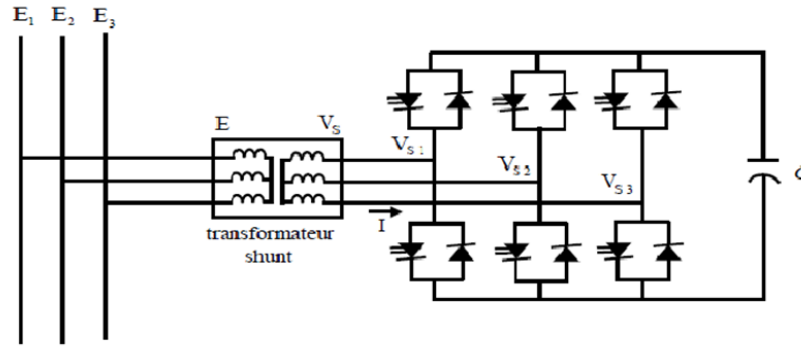 E₁ E₂ E₃
E Vₛ
Vₛ₁
Vₛ₂
Vₛ₃
I
transformateur
shunt